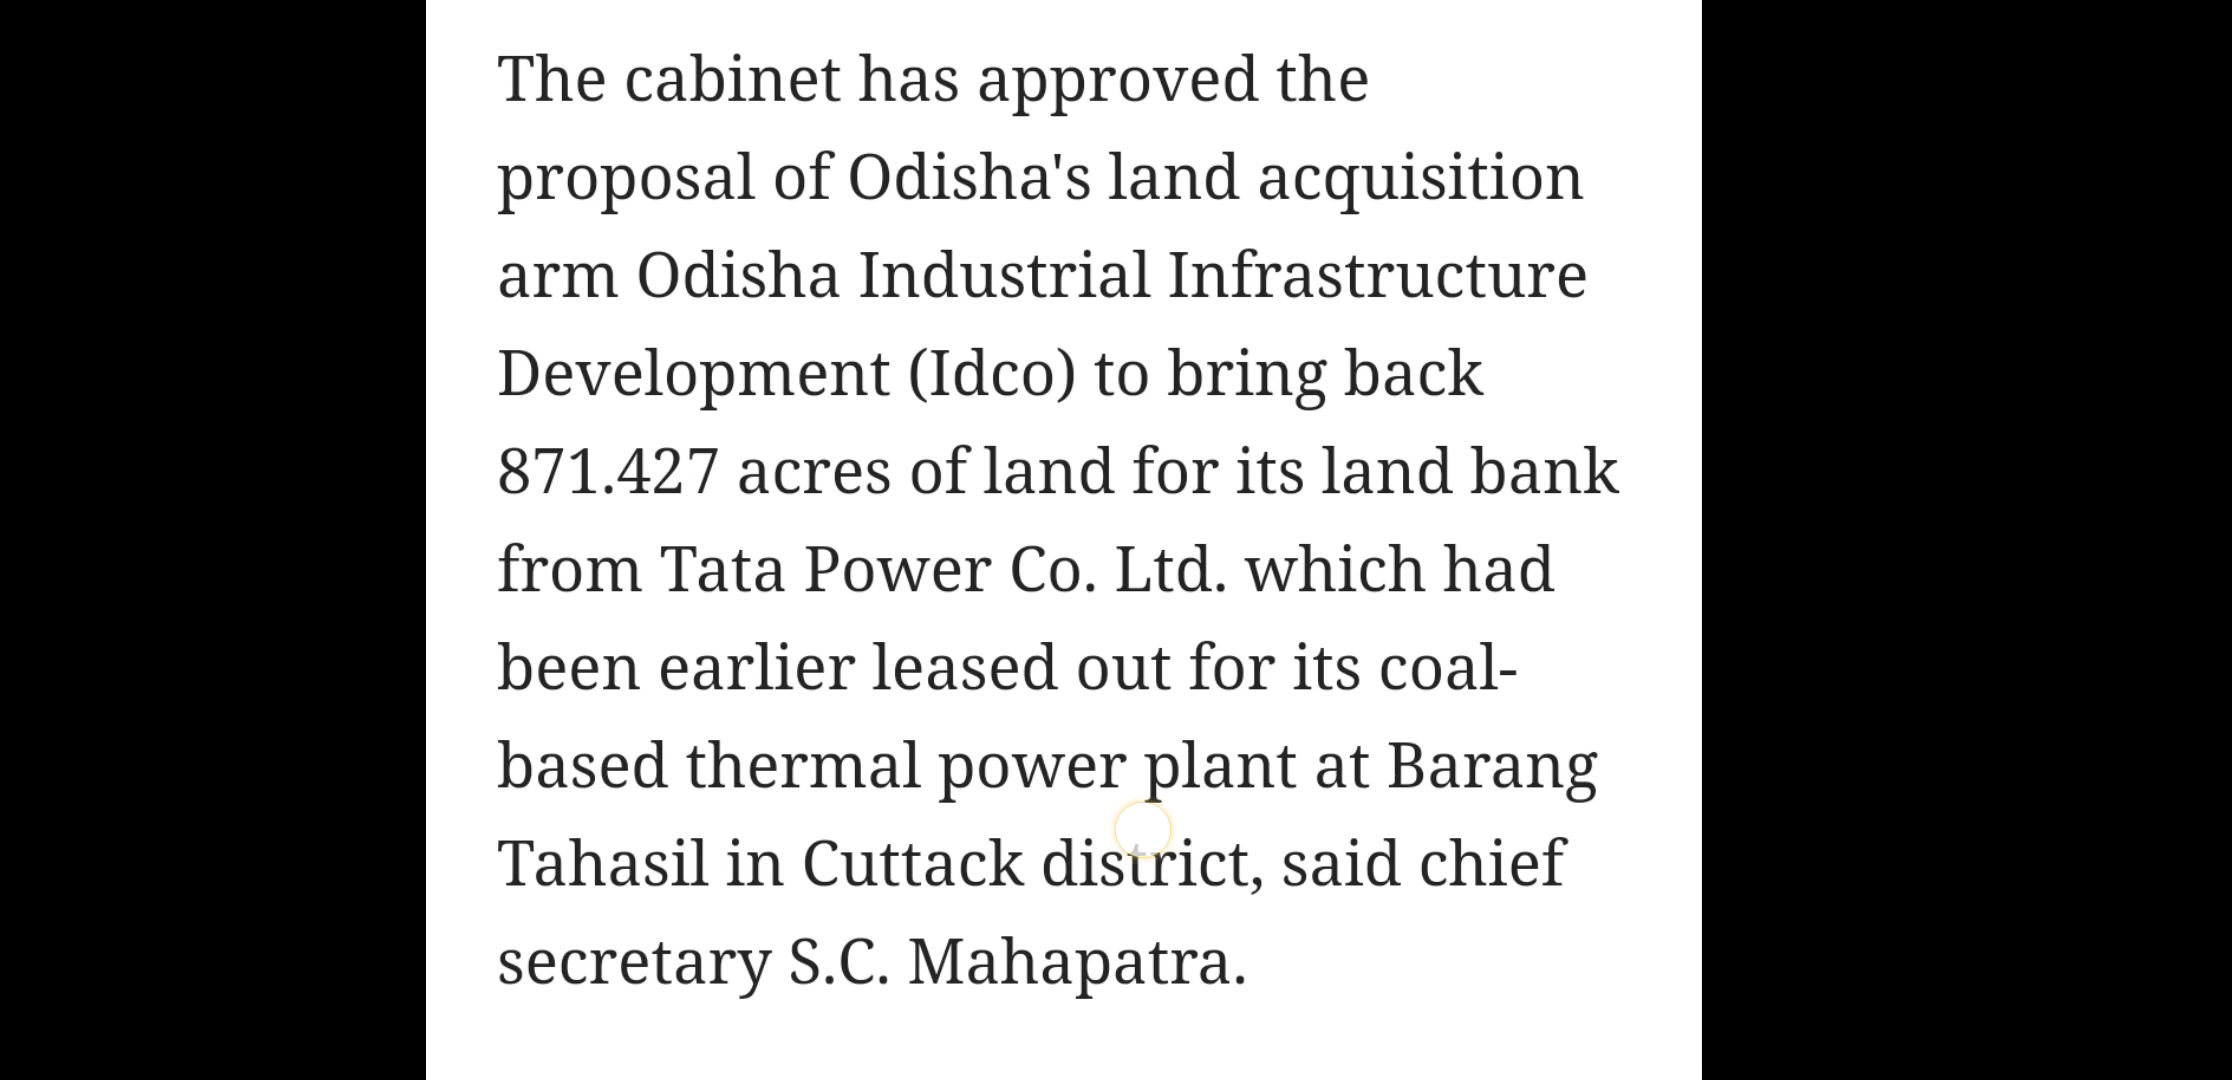 The cabinet has approved the
proposal of Odisha's land acquisition
arm Odisha Industrial Infrastructure
Development (Idco) to bring back
871.427 acres of land for its land bank
from Tata Power Co. Ltd. which had
been earlier leased out for its coal-
based thermal power plant at Barang
Tahasil in Cuttack district, said chief
secretary S.C. Mahapatra.